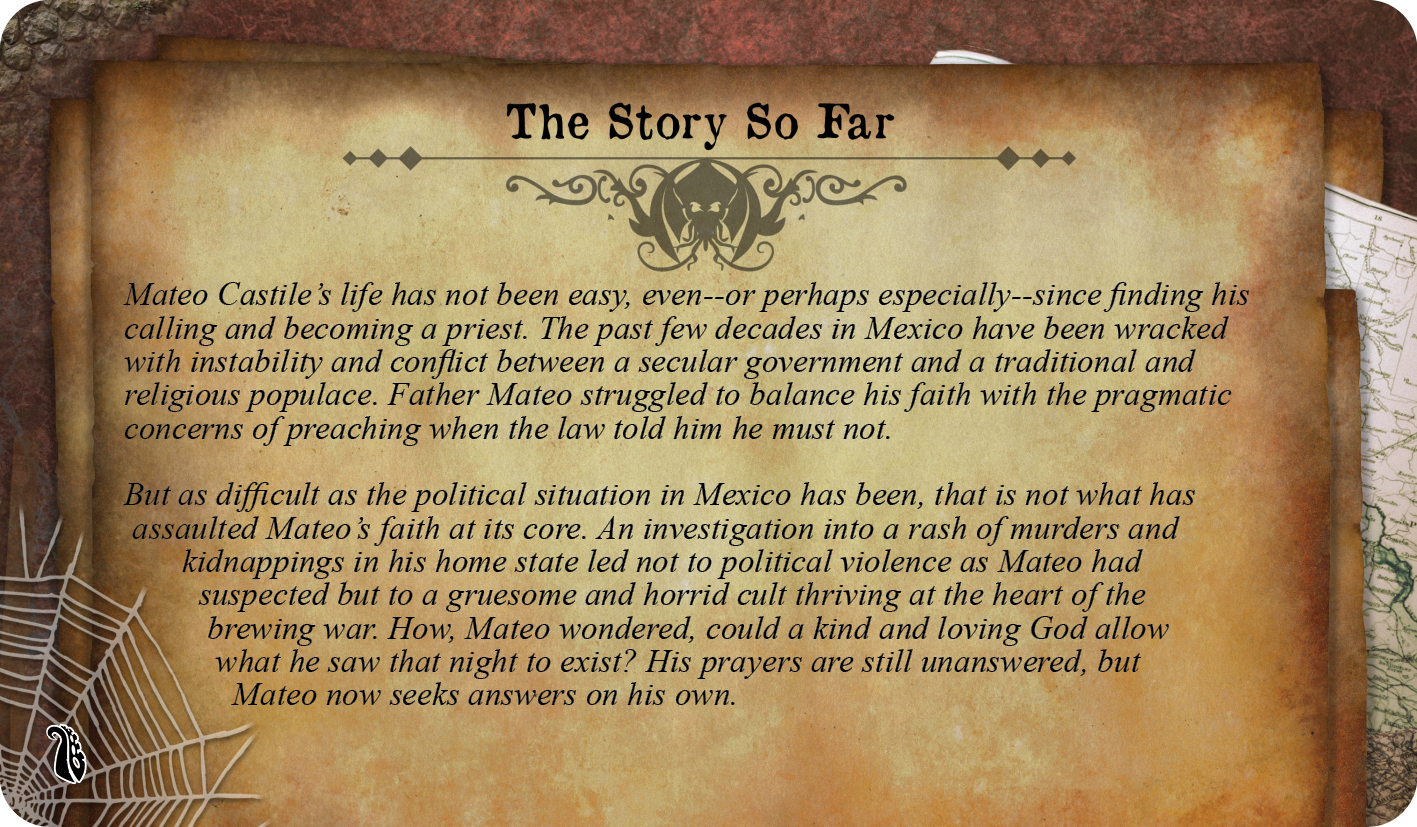 The Story So Far
Mateo Castile’s life has not been easy, even--or perhaps especially--since finding his
calling and becoming a priest. The past few decades in Mexico have been wracked
with instability and conflict between a secular government and a traditional and
religious populace. Father Mateo struggled to balance his faith with the pragmatic
concerns of preaching when the law told him he must not.
But as difficult as the political situation in Mexico has been, that is not what has
assaulted Mateo’s faith at its core. An investigation into a rash of murders and
kidnappings in his home state led not to political violence as Mateo had
suspected but to a gruesome and horrid cult thriving at the heart of the
brewing war. How, Mateo wondered, could a kind and loving God allow
what he saw that night to exist? His prayers are still unanswered, but
Mateo now seeks answers on his own.